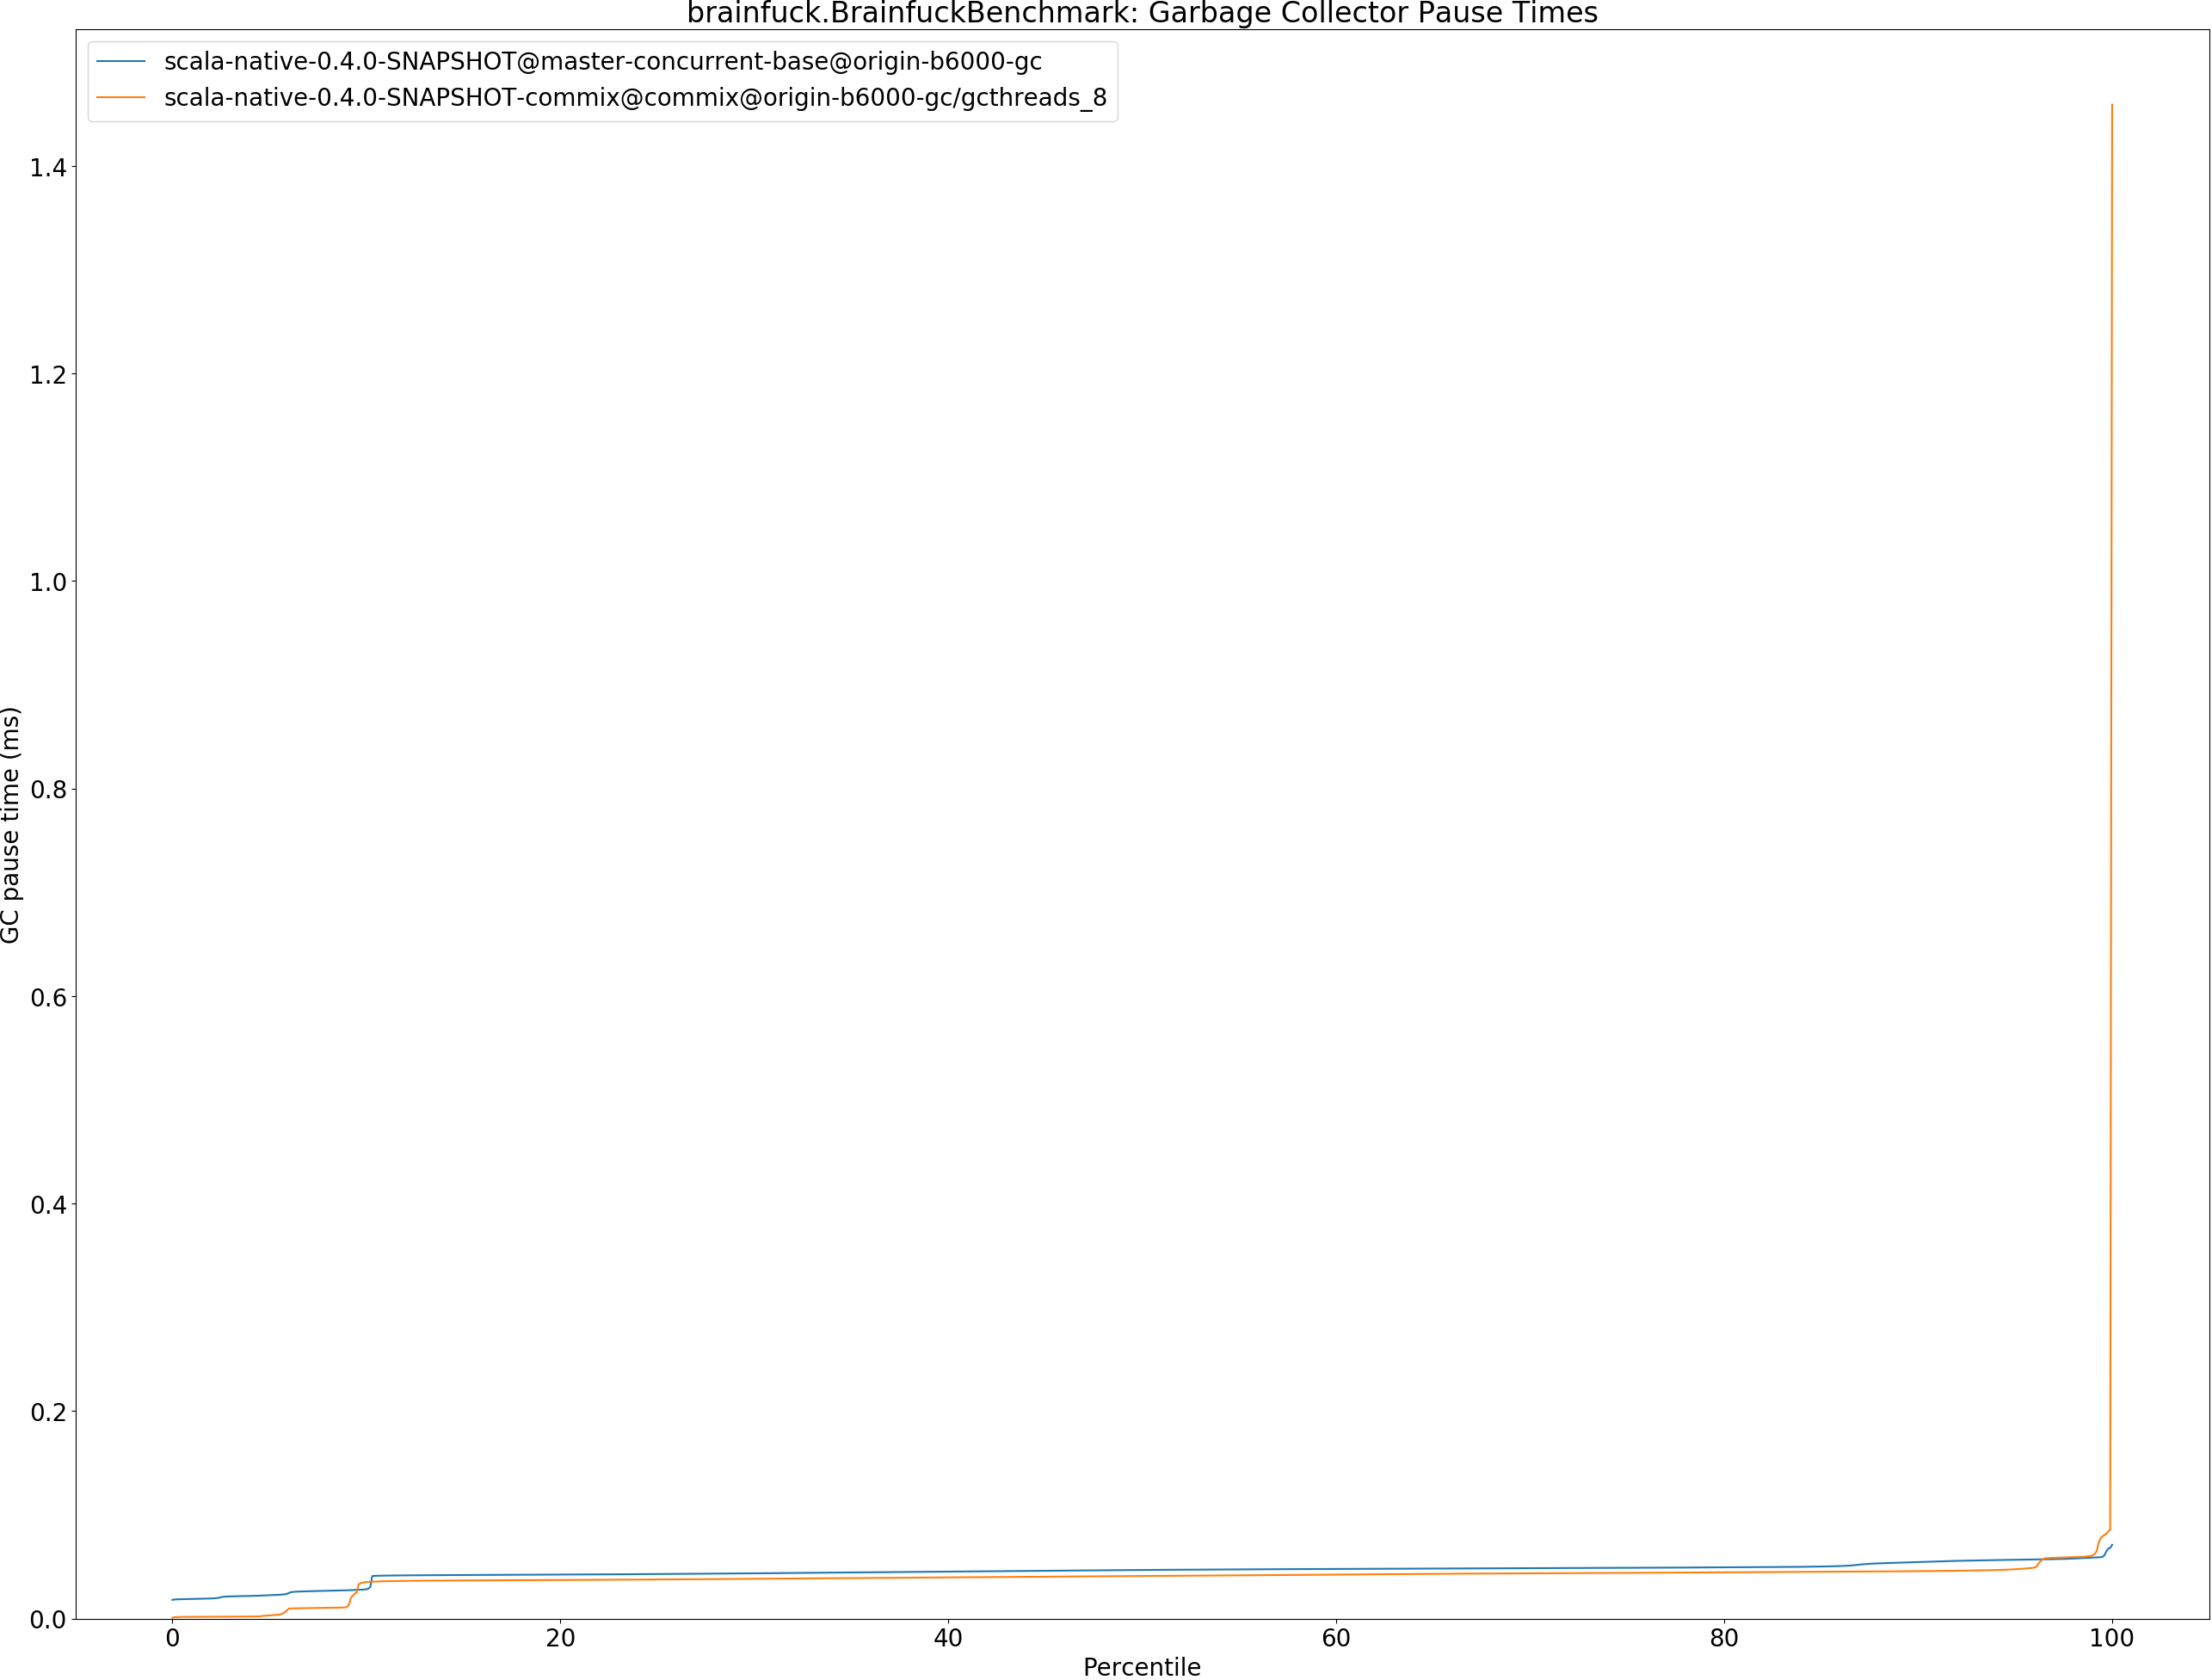 brainfuck.BrainfuckBenchmark: Garbage Collector Pause Times
scala-native-0.4.0-SNAPSHOT@master-concurrent-base@origin-b6000-gc
scala-native-0.4.0-SNAPSHOT-commix@commix@origin-b6000-gc/gcthreads_8
GC pause time (ms)
1.4
1.2
1.0
0.8
0.6
0.4
0.2
0.0
0 20 40 60 80 100
Percentile